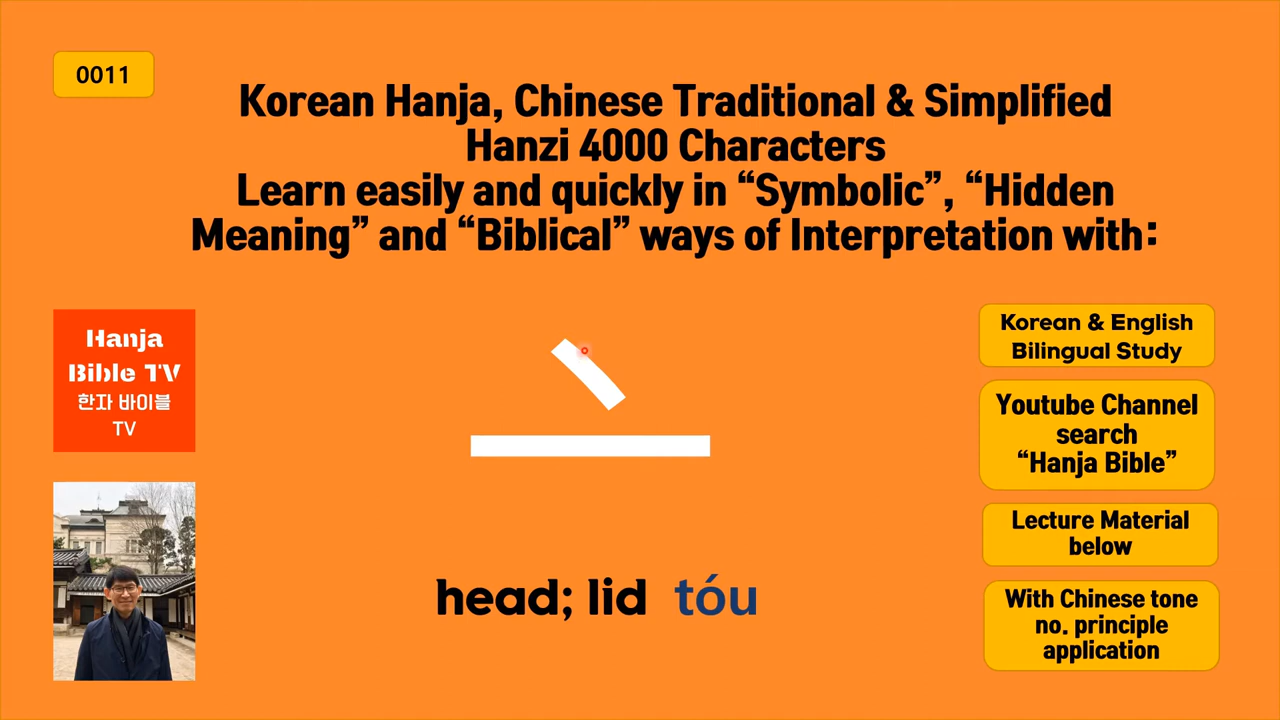 0011
Korean Hanja, Chinese Traditional & Simplified
Hanzi 4000 Characters
Learn easily and quickly in “Symbolic”, “Hidden
Meaning” and “Biblical” ways of Interpretation with:
Hanja
Bible TV
한자 바이블
TV
亠
head; lid tóu
Korean & English
Bilingual Study
Youtube Channel
search
“Hanja Bible”
Lecture Material
below
With Chinese tone
no. principle
application